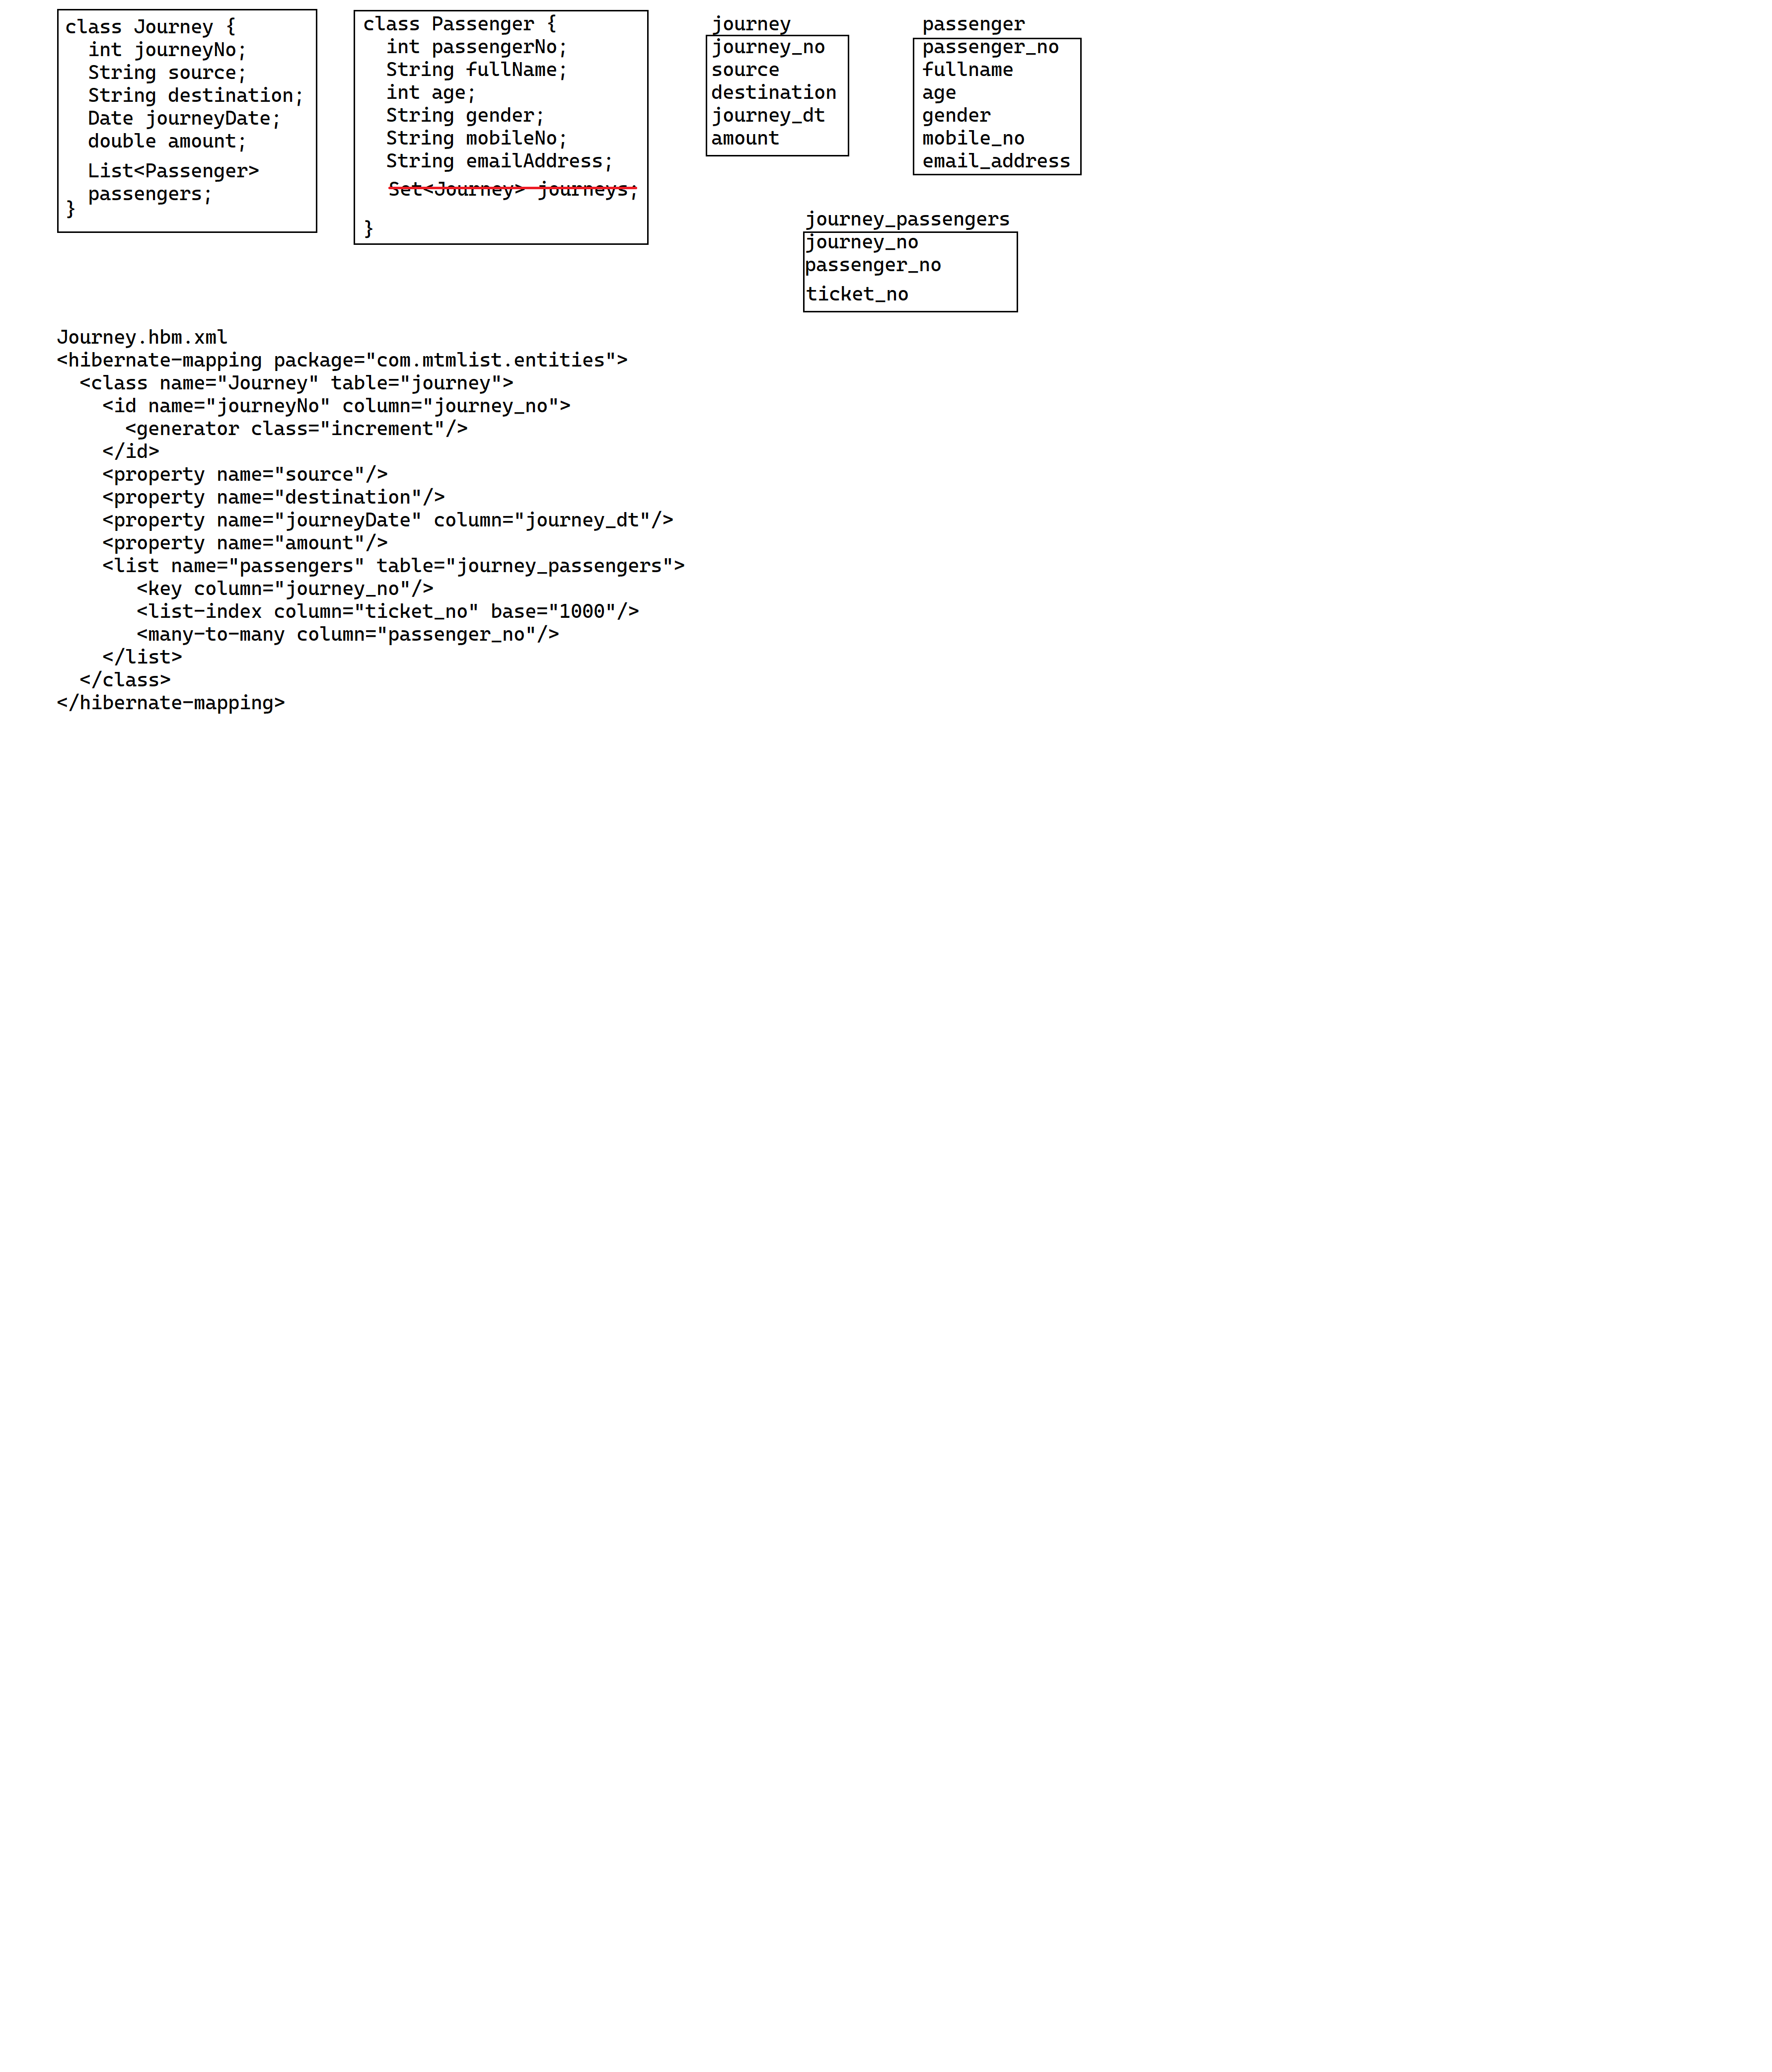 class Journey {
  int journeyNo;
  String source;
  String destination;
  Date journeyDate;
  double amount;
  List<Passenger>
  passengers;
}
class Passenger {
  int passengerNo;
  String fullName;
  int age;
  String gender;
  String mobileNo;
  String emailAddress;
  Set<Journey> journeys;
}
journey
journey_no
source
destination
journey_dt
amount
passenger
passenger_no
fullname
age
gender
mobile_no
email_address
journey_passengers
journey_no
passenger_no
ticket_no
Journey.hbm.xml
<hibernate-mapping package="com.mtmlist.entities">
  <class name="Journey" table="journey">
    <id name="journeyNo" column="journey_no">
      <generator class="increment"/>
    </id>
    <property name="source"/>
    <property name="destination"/>
    <property name="journeyDate" column="journey_dt"/>
    <property name="amount"/>
    <list name="passengers" table="journey_passengers">
       <key column="journey_no"/>
       <list-index column="ticket_no" base="1000"/>
       <many-to-many column="passenger_no"/>
    </list>
  </class>
</hibernate-mapping>